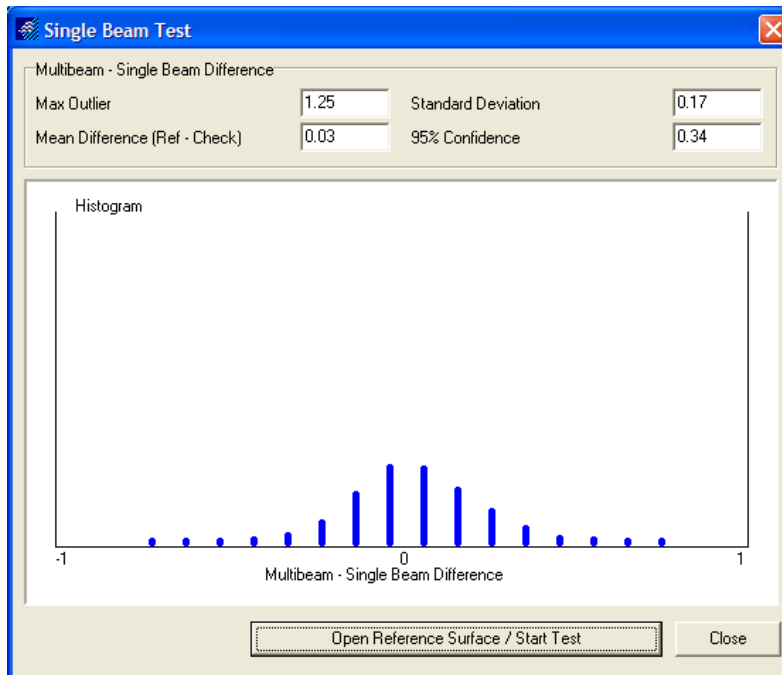 Single Beam Test
Multibeam - Single Beam Difference
Max Outlier 1.25 Standard Deviation 0.17
Mean Difference (Ref - Check) 0.03 95% Confidence 0.34
Histogram
-1 0 1
Multibeam - Single Beam Difference
Open Reference Surface / Start Test Close